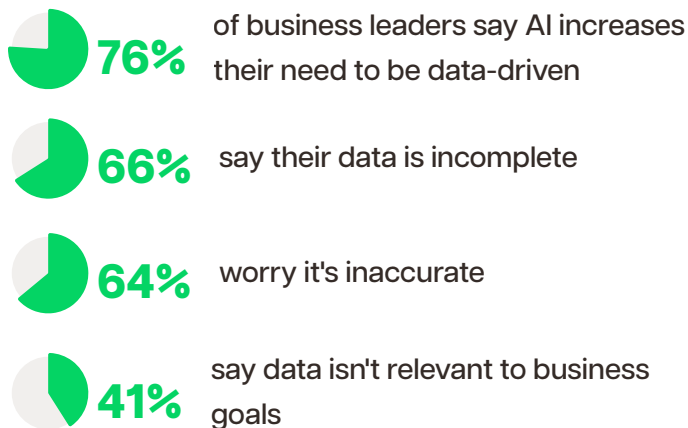 76%
of business leaders say AI increases
their need to be data-driven
66%
say their data is incomplete
64%
worry it's inaccurate
41%
say data isn't relevant to business
goals